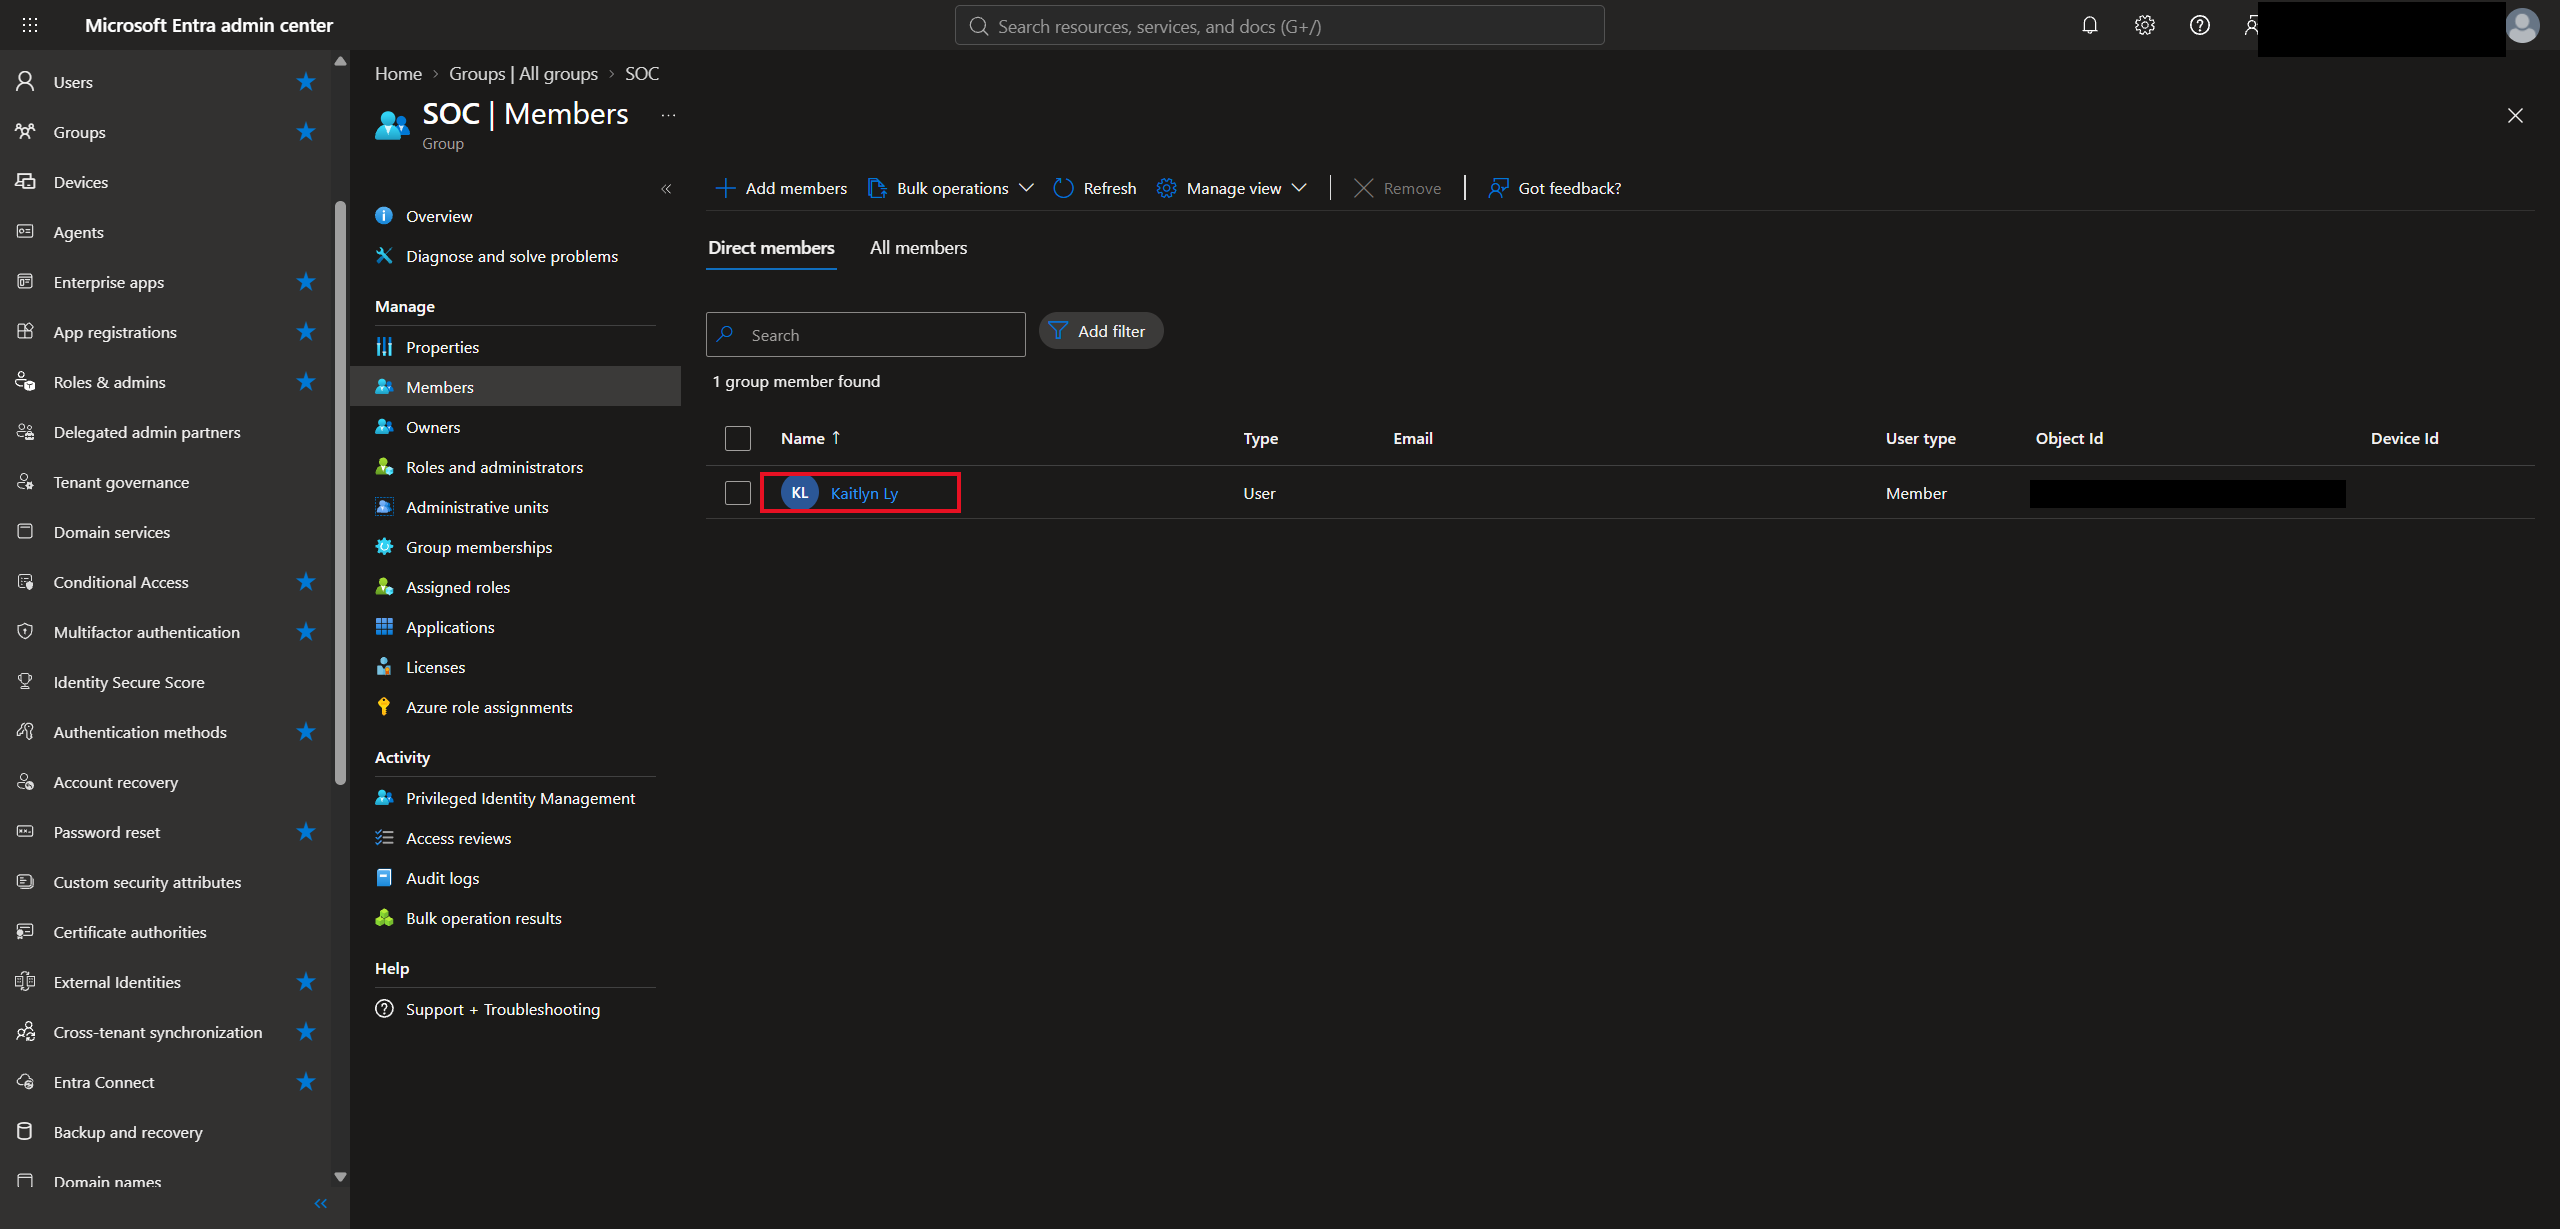 Microsoft Entra admin center
Search resources, services, and docs (G+/)
Users
Groups
Devices
Agents
Enterprise apps
App registrations
Roles & admins
Delegated admin partners
Tenant governance
Domain services
Conditional Access
Multifactor authentication
Identity Secure Score
Authentication methods
Account recovery
Password reset
Custom security attributes
Certificate authorities
External Identities
Cross-tenant synchronization
Entra Connect
Backup and recovery
Domain names
Home > Groups | All groups > SOC
SOC | Members ...
Group
Overview
Diagnose and solve problems
Manage
Properties
Members
Owners
Roles and administrators
Administrative units
Group memberships
Assigned roles
Applications
Licenses
Azure role assignments
Activity
Privileged Identity Management
Access reviews
Audit logs
Bulk operation results
Help
Support + Troubleshooting
Add members Bulk operations Refresh Manage view Remove Got feedback?
Direct members All members
Search Add filter
1 group member found
Name ↑ Type Email User type Object Id Device Id
KL Kaitlyn Ly User Member